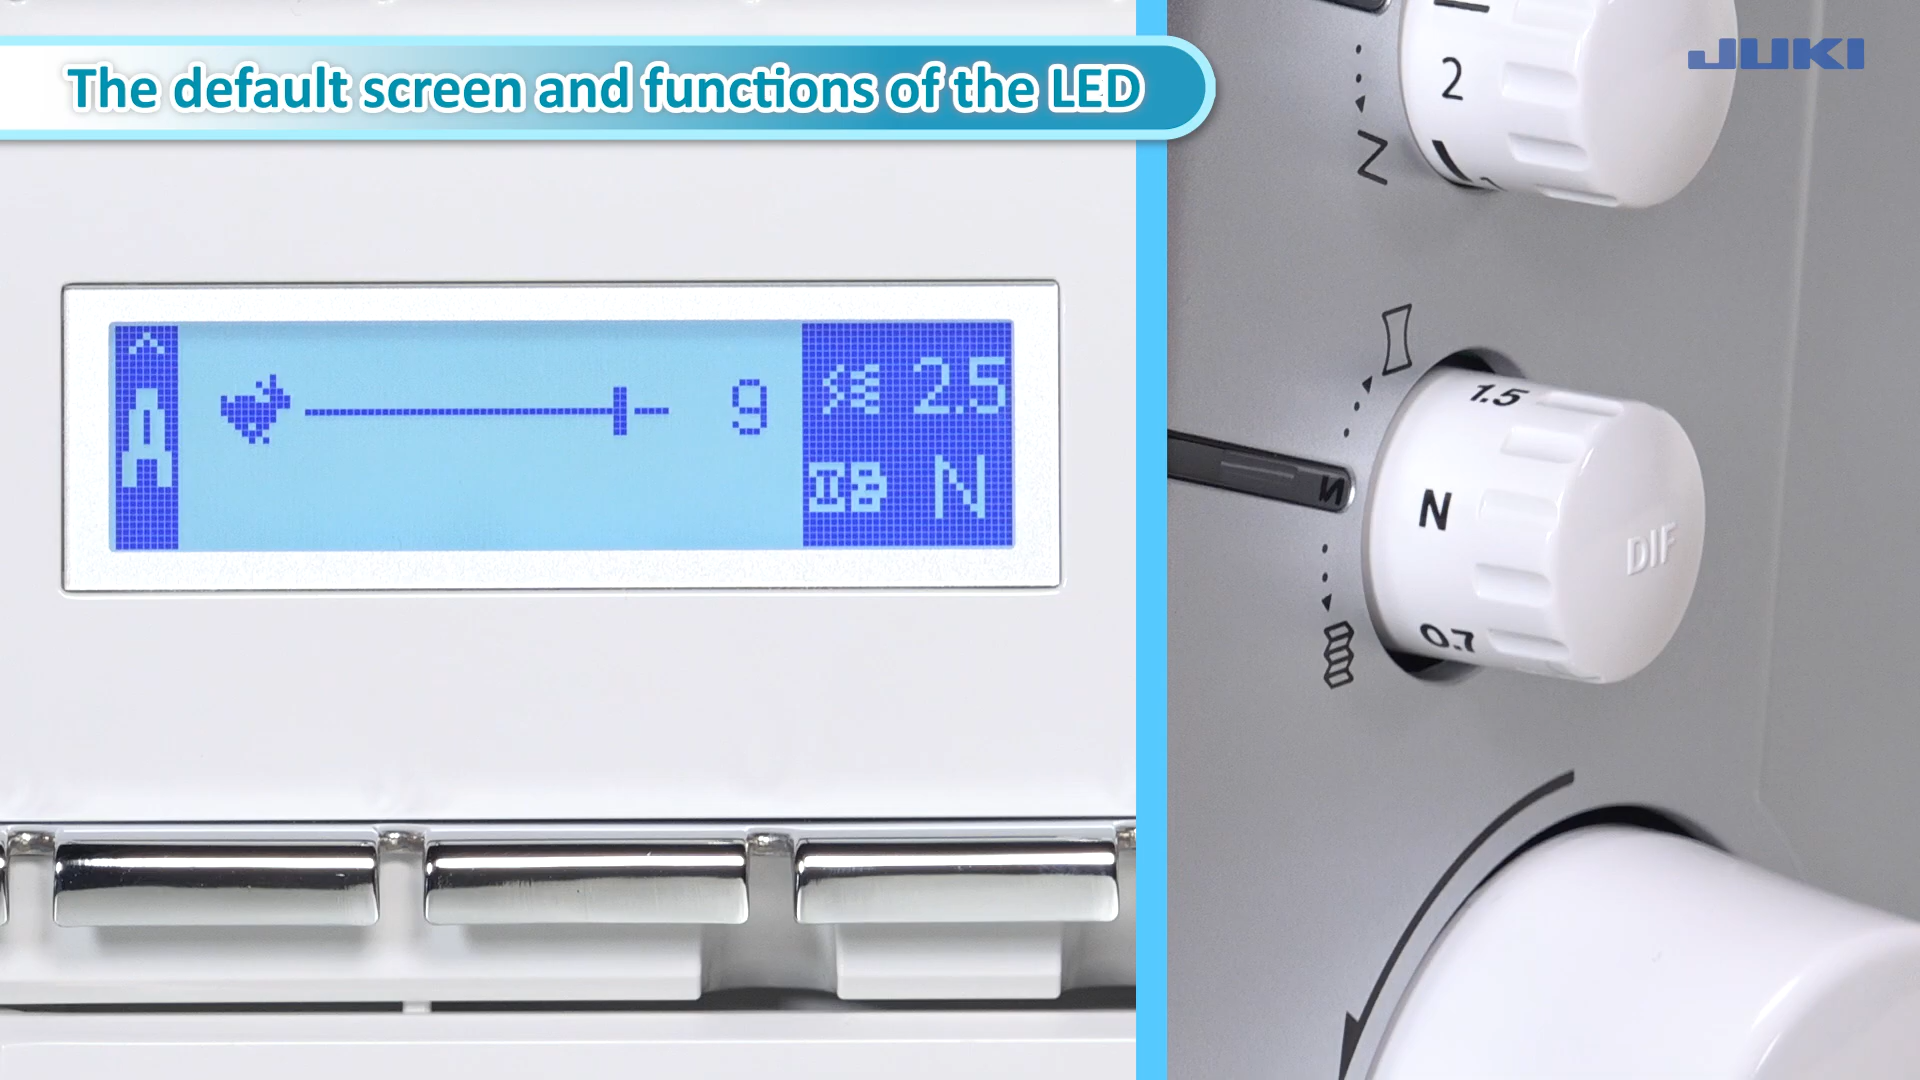 The default screen and functions of the LED
JUKI
A
9
2.5
N
2
1.5
N
N
DIF
0.7